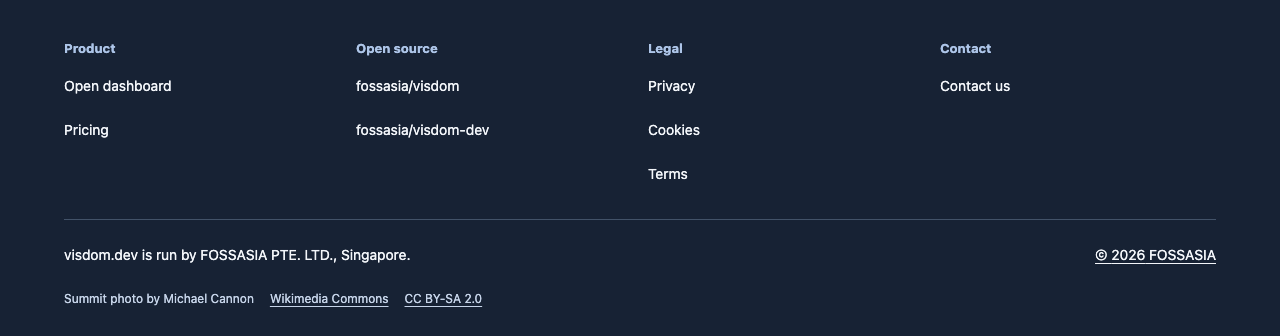 Product
Open dashboard
Pricing
Open source
fossasia/visdom
fossasia/visdom-dev
Legal
Privacy
Cookies
Terms
Contact
Contact us
visdom.dev is run by FOSSASIA PTE. LTD., Singapore.
© 2026 FOSSASIA
Summit photo by Michael Cannon Wikimedia Commons CC BY-SA 2.0